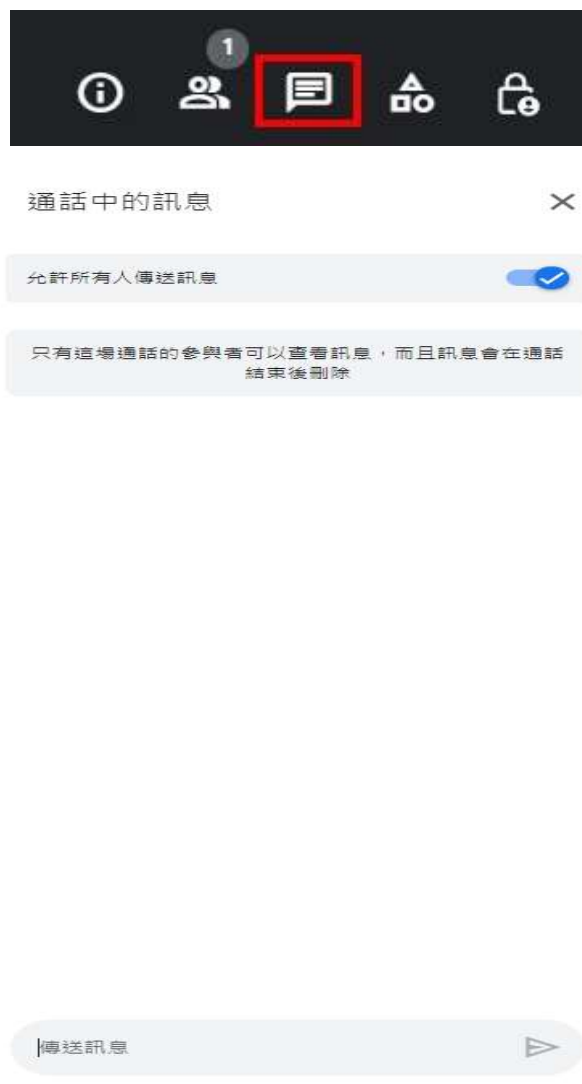 1
通話中的訊息
允許所有人傳送訊息
只有這場通話的參與者可以查看訊息，而且訊息會在通話
結束後刪除
傳送訊息